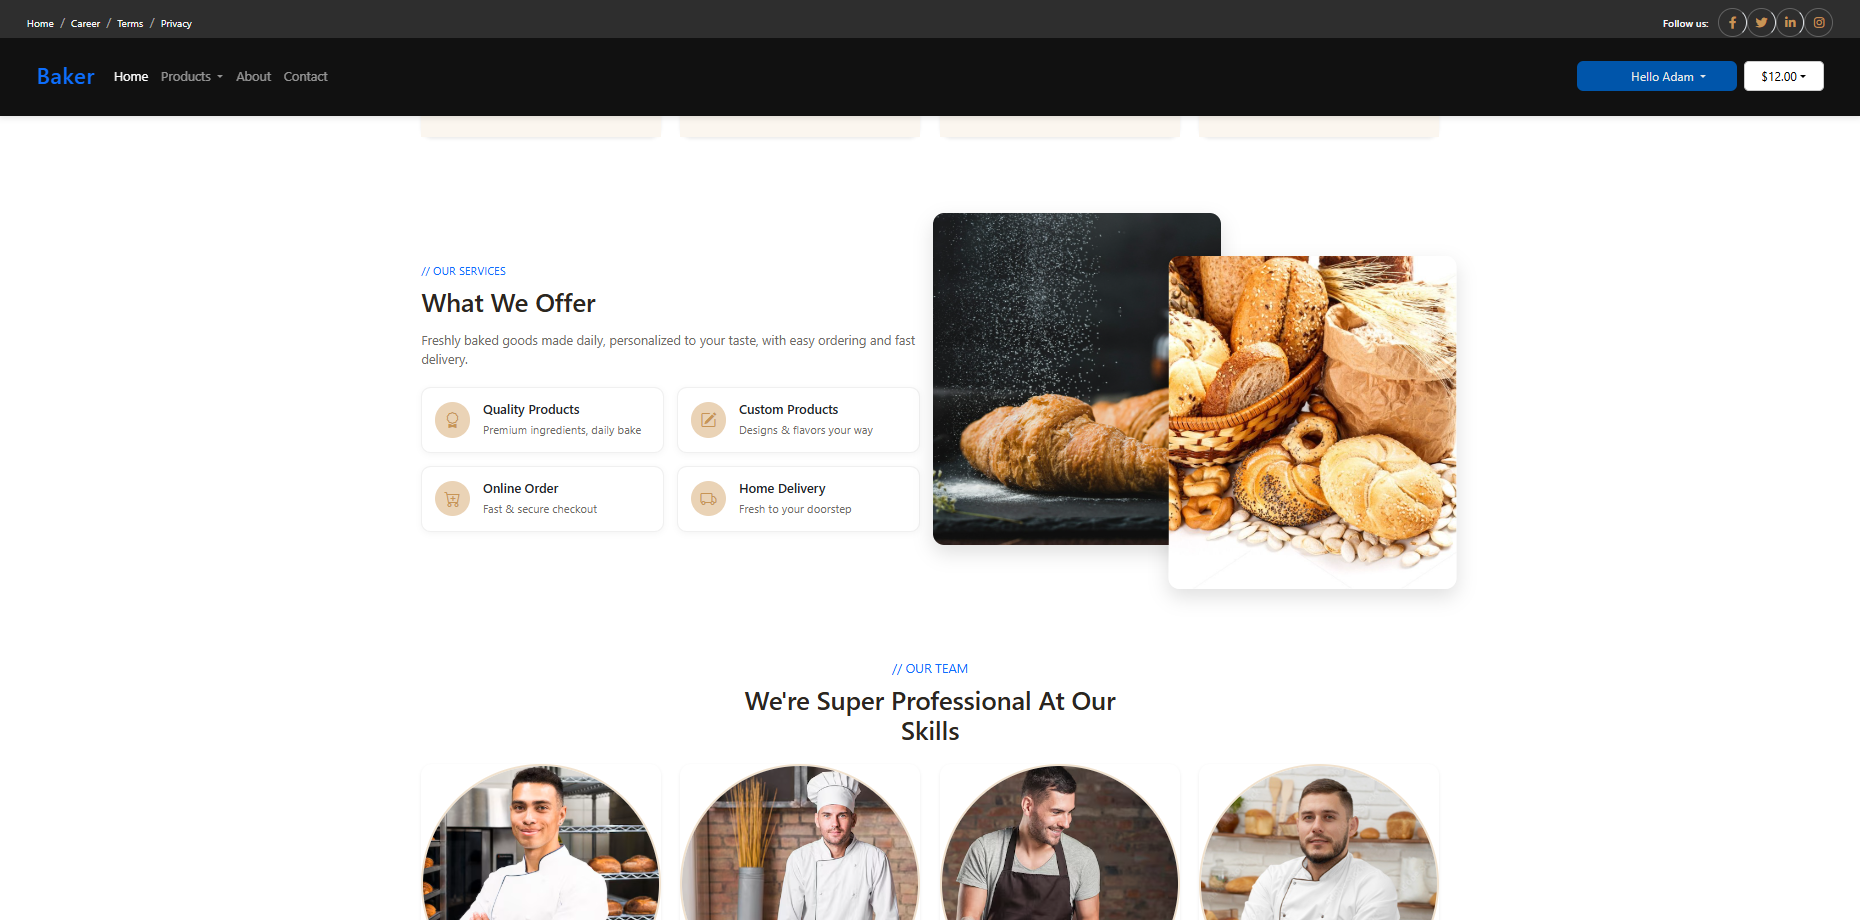 Home / Career / Terms / Privacy
Follow us:
Baker Home Products About Contact
Hello Adam $12.00
// OUR SERVICES
What We Offer
Freshly baked goods made daily, personalized to your taste, with easy ordering and fast
delivery.
Quality Products
Premium ingredients, daily bake
Custom Products
Designs & flavors your way
Online Order
Fast & secure checkout
Home Delivery
Fresh to your doorstep
// OUR TEAM
We're Super Professional At Our
Skills